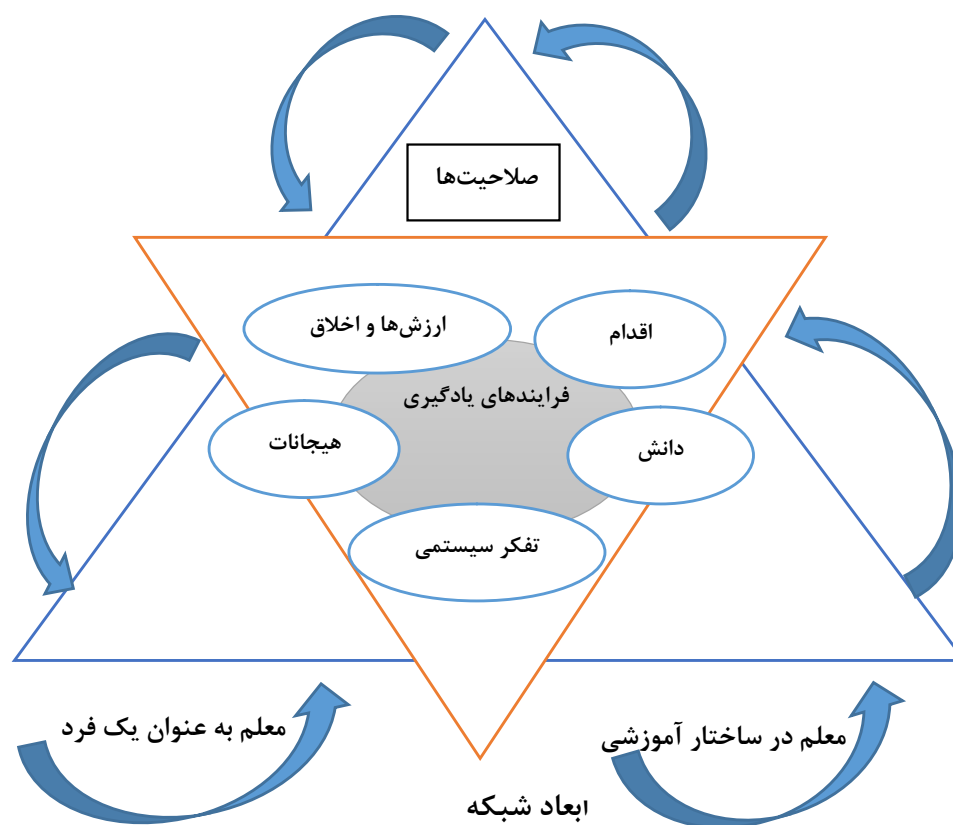 صلاحیت‌ها
اقدام
ارزش‌ها و اخلاق
فرایندهای یادگیری
دانش
هیجانات
تفکر سیستمی
معلم در ساختار آموزشی
معلم به عنوان یک فرد
ابعاد شبکه